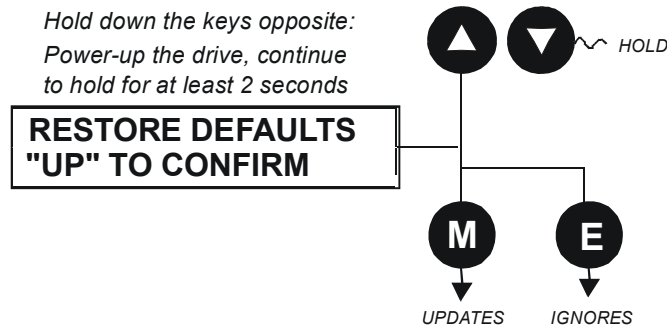 Hold down the keys opposite:
Power-up the drive, continue
to hold for at least 2 seconds
HOLD
RESTORE DEFAULTS
"UP" TO CONFIRM
M E
UPDATES IGNORES